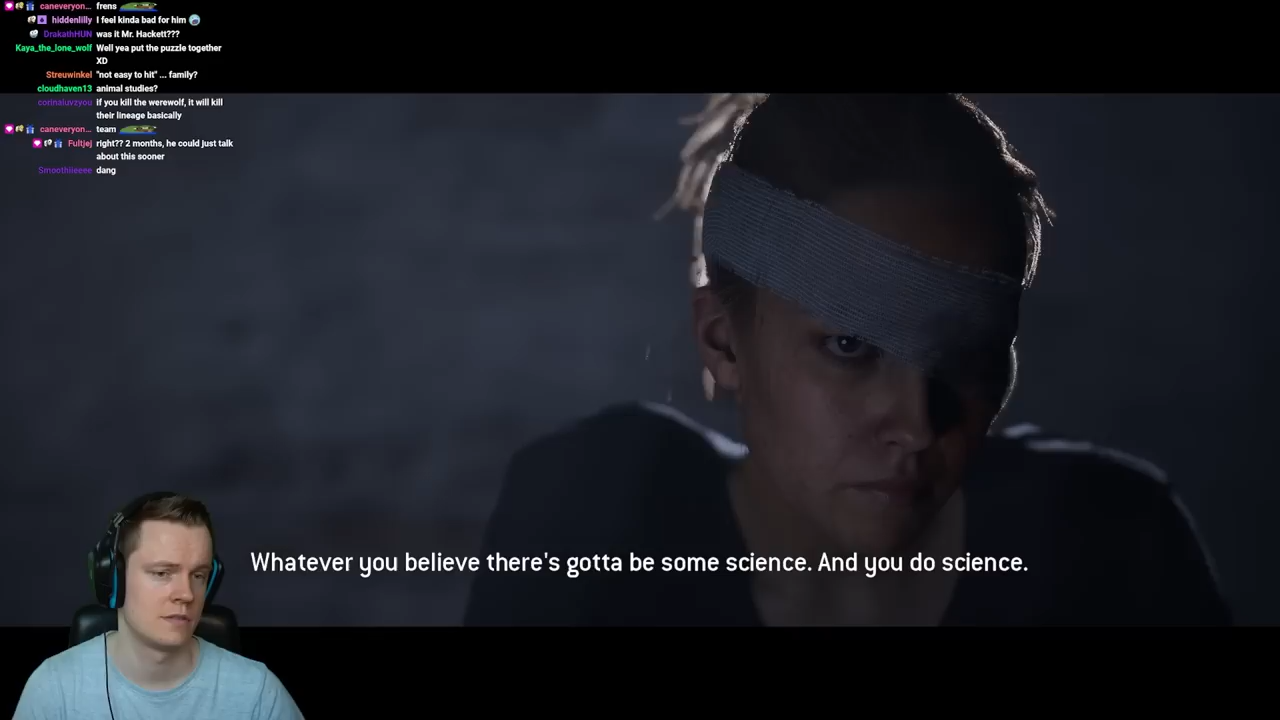 caneveryon... frens
hiddenlilly I feel kinda bad for him
DrakathHUN was it Mr. Hackett???
Kaya_the_lone_wolf Well yea put the puzzle together
XD
Streuwinkel "not easy to hit" ... family?
cloudhaven13 animal studies?
corinaluvzyou if you kill the werewolf, it will kill
their lineage basically
caneveryon... team
Fultjej right?? 2 months, he could just talk
about this sooner
Smoothiieeee dang
Whatever you believe there's gotta be some science. And you do science.